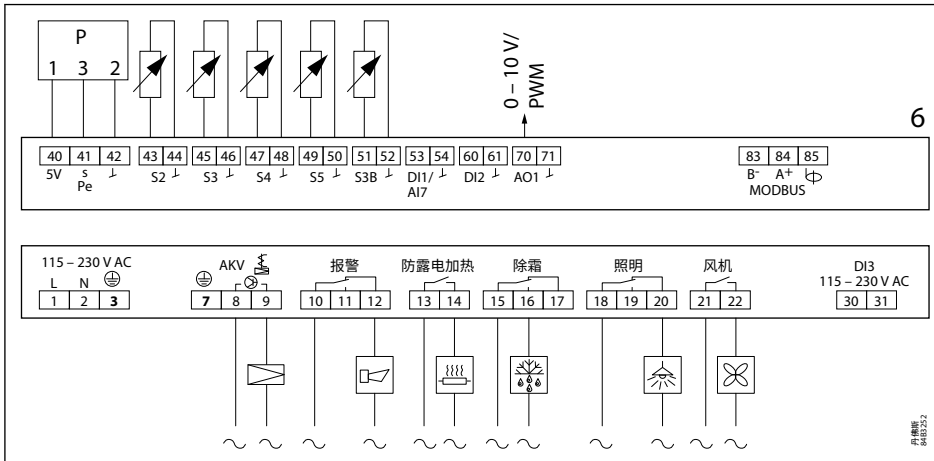 P
1 3 2
0 – 10 V/
PWM
6
40 41 42 43 44 45 46 47 48 49 50 51 52 53 54 60 61 70 71 83 84 85
5V s S2 S3 S4 S5 S3B DI1/ DI2 AO1 B- A+
Pe AI7 MODBUS
115 – 230 V AC
AKV 报警 防露电加热 除霜 照明 风机 DI3
115 – 230 V AC
L N
1 2 3 7 8 9 10 11 12 13 14 15 16 17 18 19 20 21 22 30 31
丹佛斯
84B3252